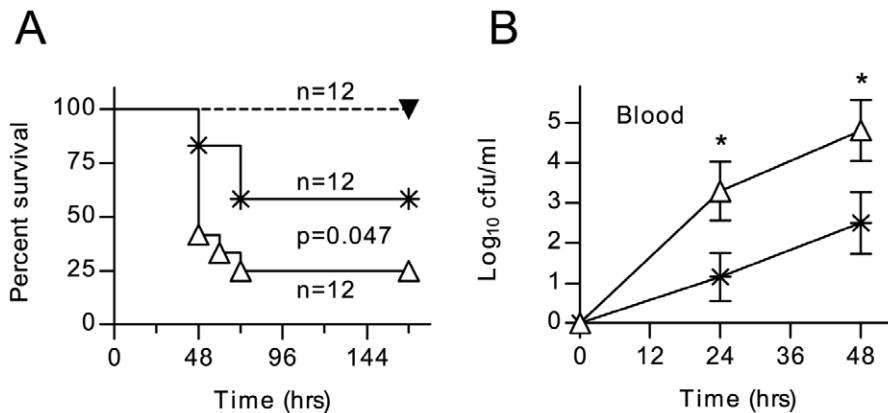 A
Percent survival
100
75
50
25
0
n=12
n=12
p=0.047
n=12
0 48 96 144
Time (hrs)
B
Log₁₀ cfu/ml
5
4
3
2
1
0
Blood
*
*
0 12 24 36 48
Time (hrs)